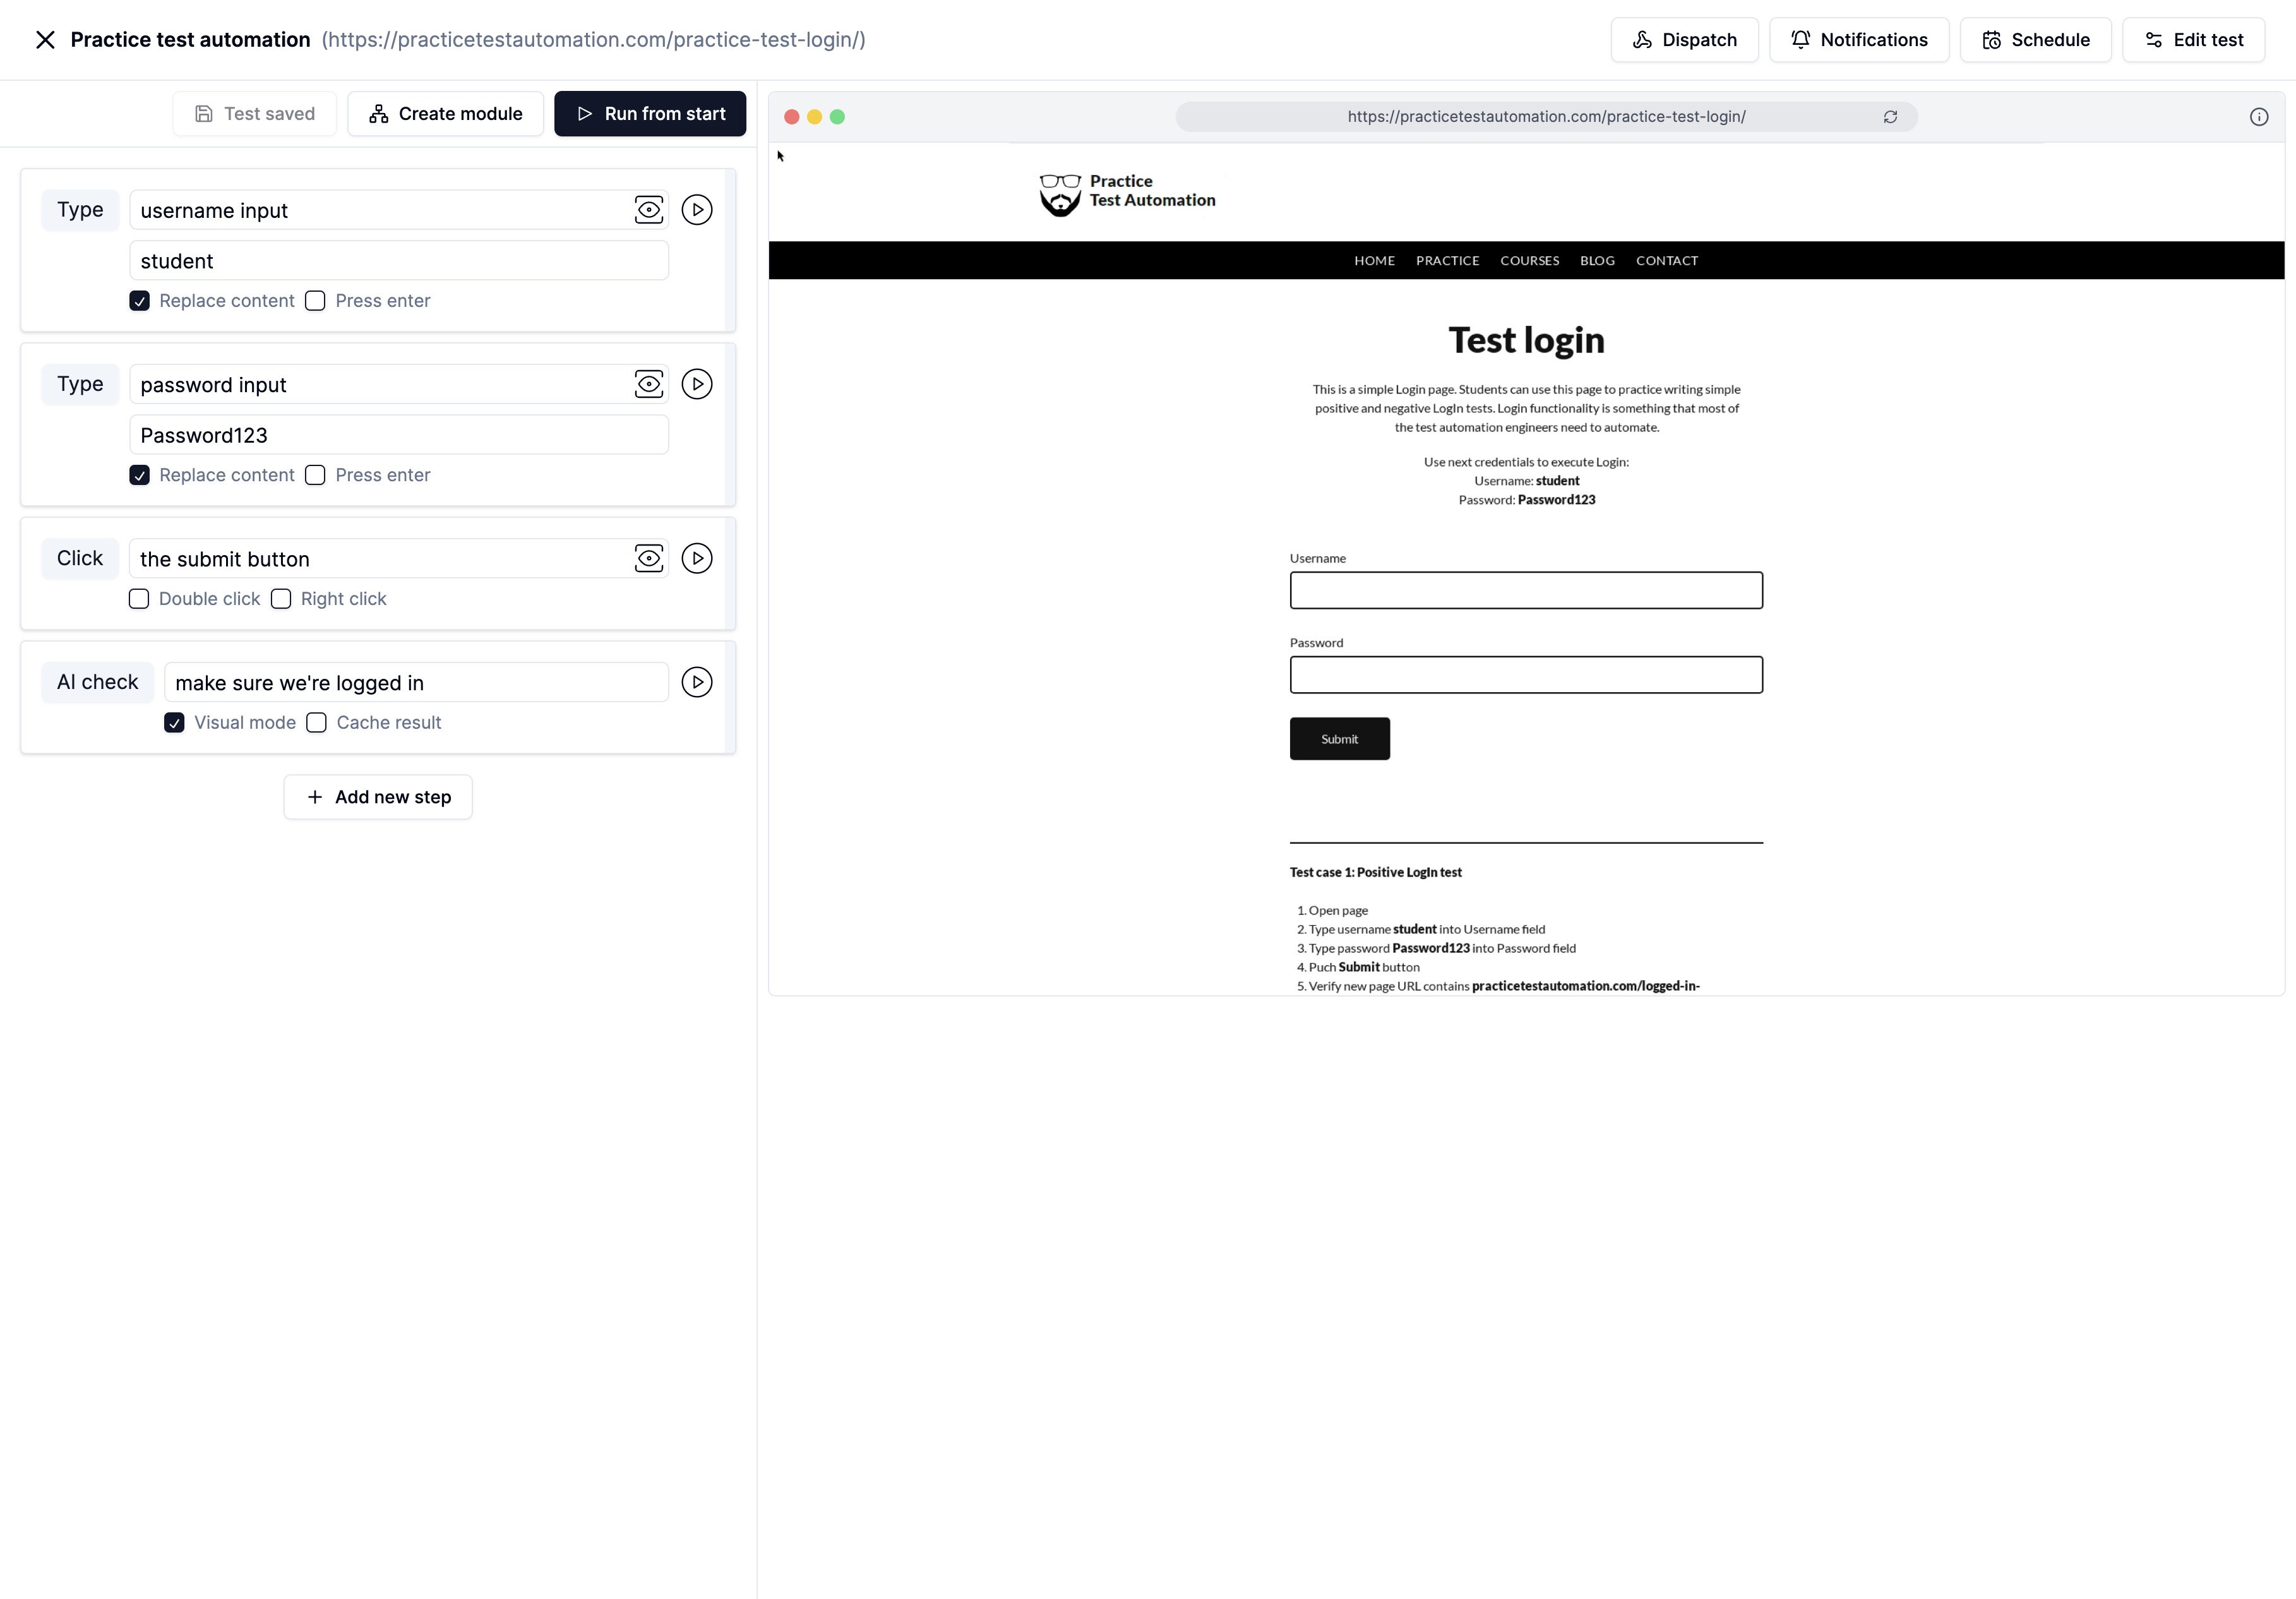 Practice test automation (https://practicetestautomation.com/practice-test-login/)
Dispatch
Notifications
Schedule
Edit test
Test saved
Create module
Run from start
Type
username input
student
Replace content
Press enter
Type
password input
Password123
Replace content
Press enter
Click
the submit button
Double click
Right click
AI check
make sure we're logged in
Visual mode
Cache result
Add new step
https://practicetestautomation.com/practice-test-login/
Practice
Test Automation
HOME PRACTICE COURSES BLOG CONTACT
Test login
This is a simple Login page. Students can use this page to practice writing simple
positive and negative LogIn tests. Login functionality is something that most of
the test automation engineers need to automate.
Use next credentials to execute Login:
Username: student
Password: Password123
Username
Password
Submit
Test case 1: Positive LogIn test
1. Open page
2. Type username student into Username field
3. Type password Password123 into Password field
4. Puch Submit button
5. Verify new page URL contains practicetestautomation.com/logged-in-